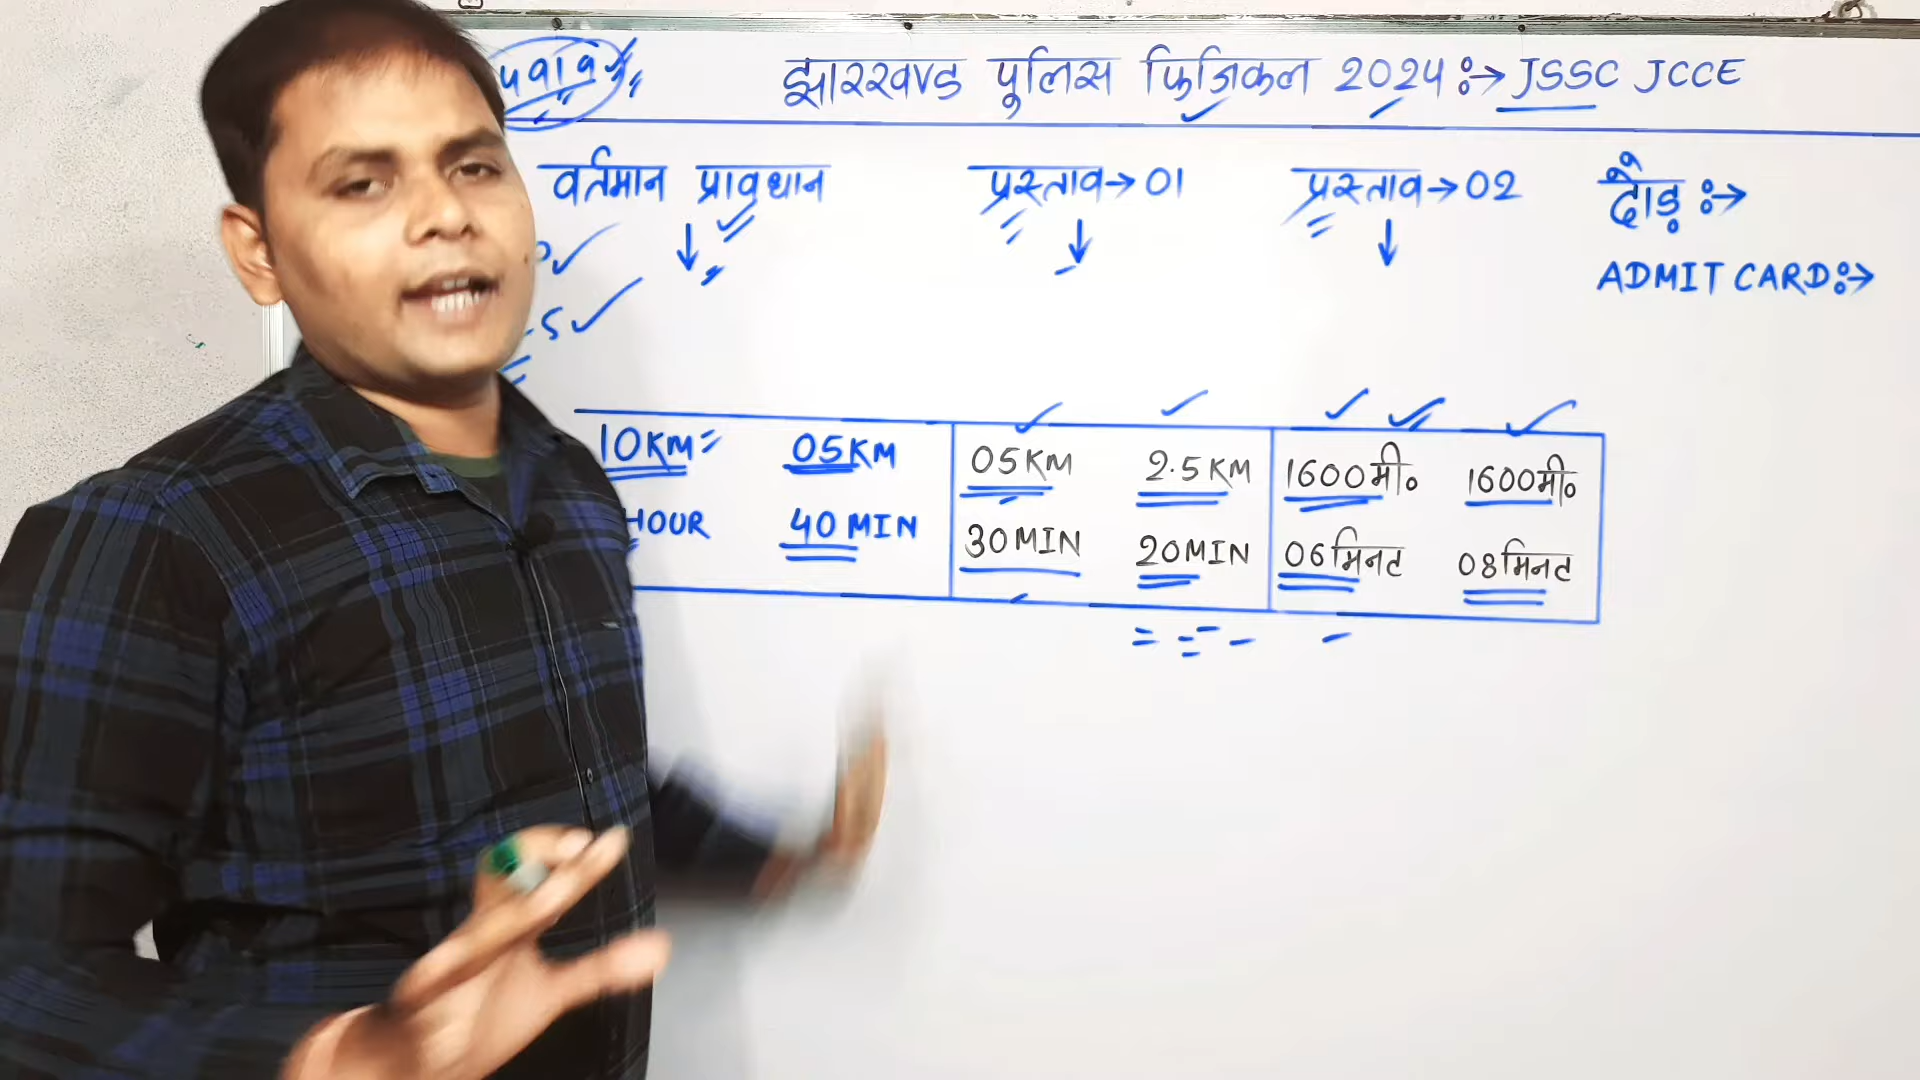 झारखण्ड पुलिस फिजिकल 2024 :→ JSSC JCCE
वर्तमान प्रावधान
प्रस्ताव→01
प्रस्ताव→02
दौड़ :→
ADMIT CARD:→
10KM 05KM 05KM 2.5KM 1600मी० 1600मी०
HOUR 40 MIN 30MIN 20MIN 06मिनट 08मिनट